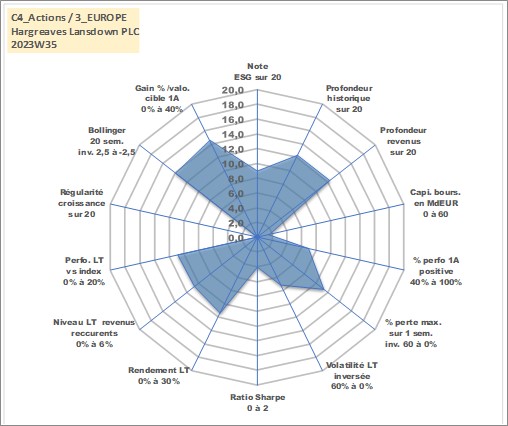 C4_Actions / 3_EUROPE
Hargreaves Lansdown PLC
2023W35
Note
ESG sur 20
Profondeur
historique
sur 20
Profondeur
revenus
sur 20
Capi. bours.
en MdEUR
0 à 60
% perfo 1A
positive
40% à 100%
% perte max.
sur 1 sem.
inv. 60 à 0%
Volatilité LT
inversée
60% à 0%
Ratio Sharpe
0 à 2
Rendement LT
0% à 30%
Niveau LT revenus
reccurents
0% à 6%
Perfo. LT
vs index
0% à 20%
Régularité
croissance
sur 20
Bollinger
20 sem.
inv. 2,5 à -2,5
Gain % /valo.
cible 1A
0% à 40%
20,0
18,0
16,0
14,0
12,0
10,0
8,0
6,0
4,0
2,0
0,0